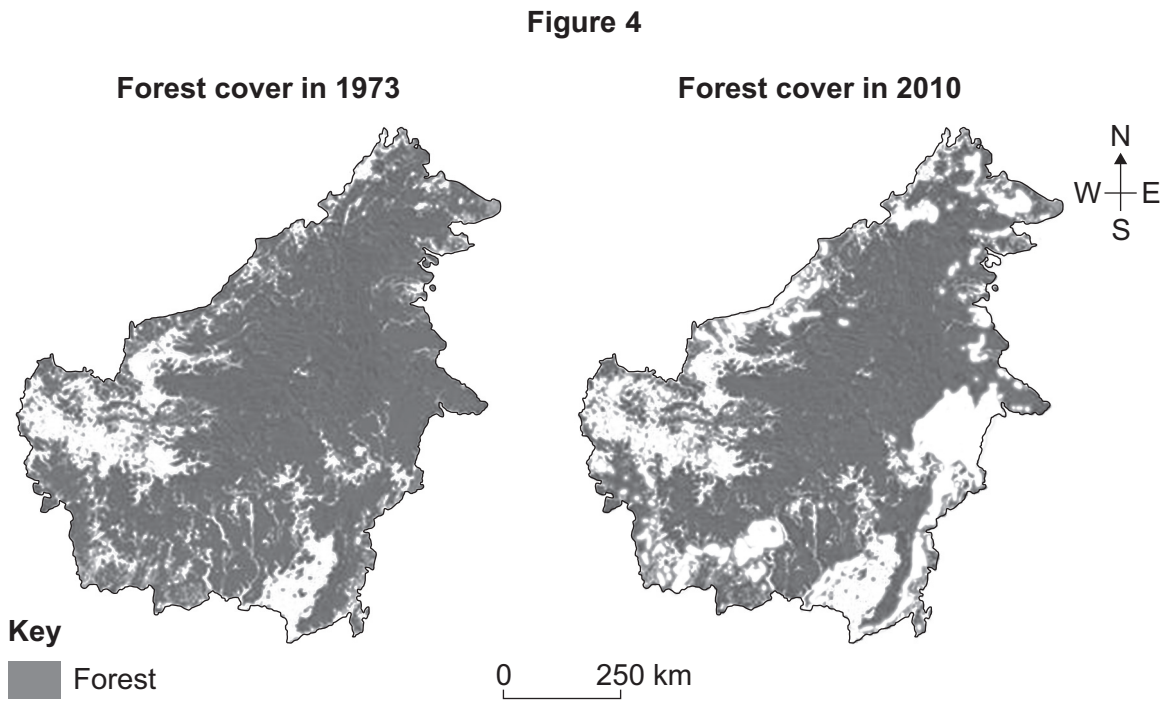 Figure 4
Forest cover in 1973
Forest cover in 2010
N
W E
S
Key
Forest
0 250 km